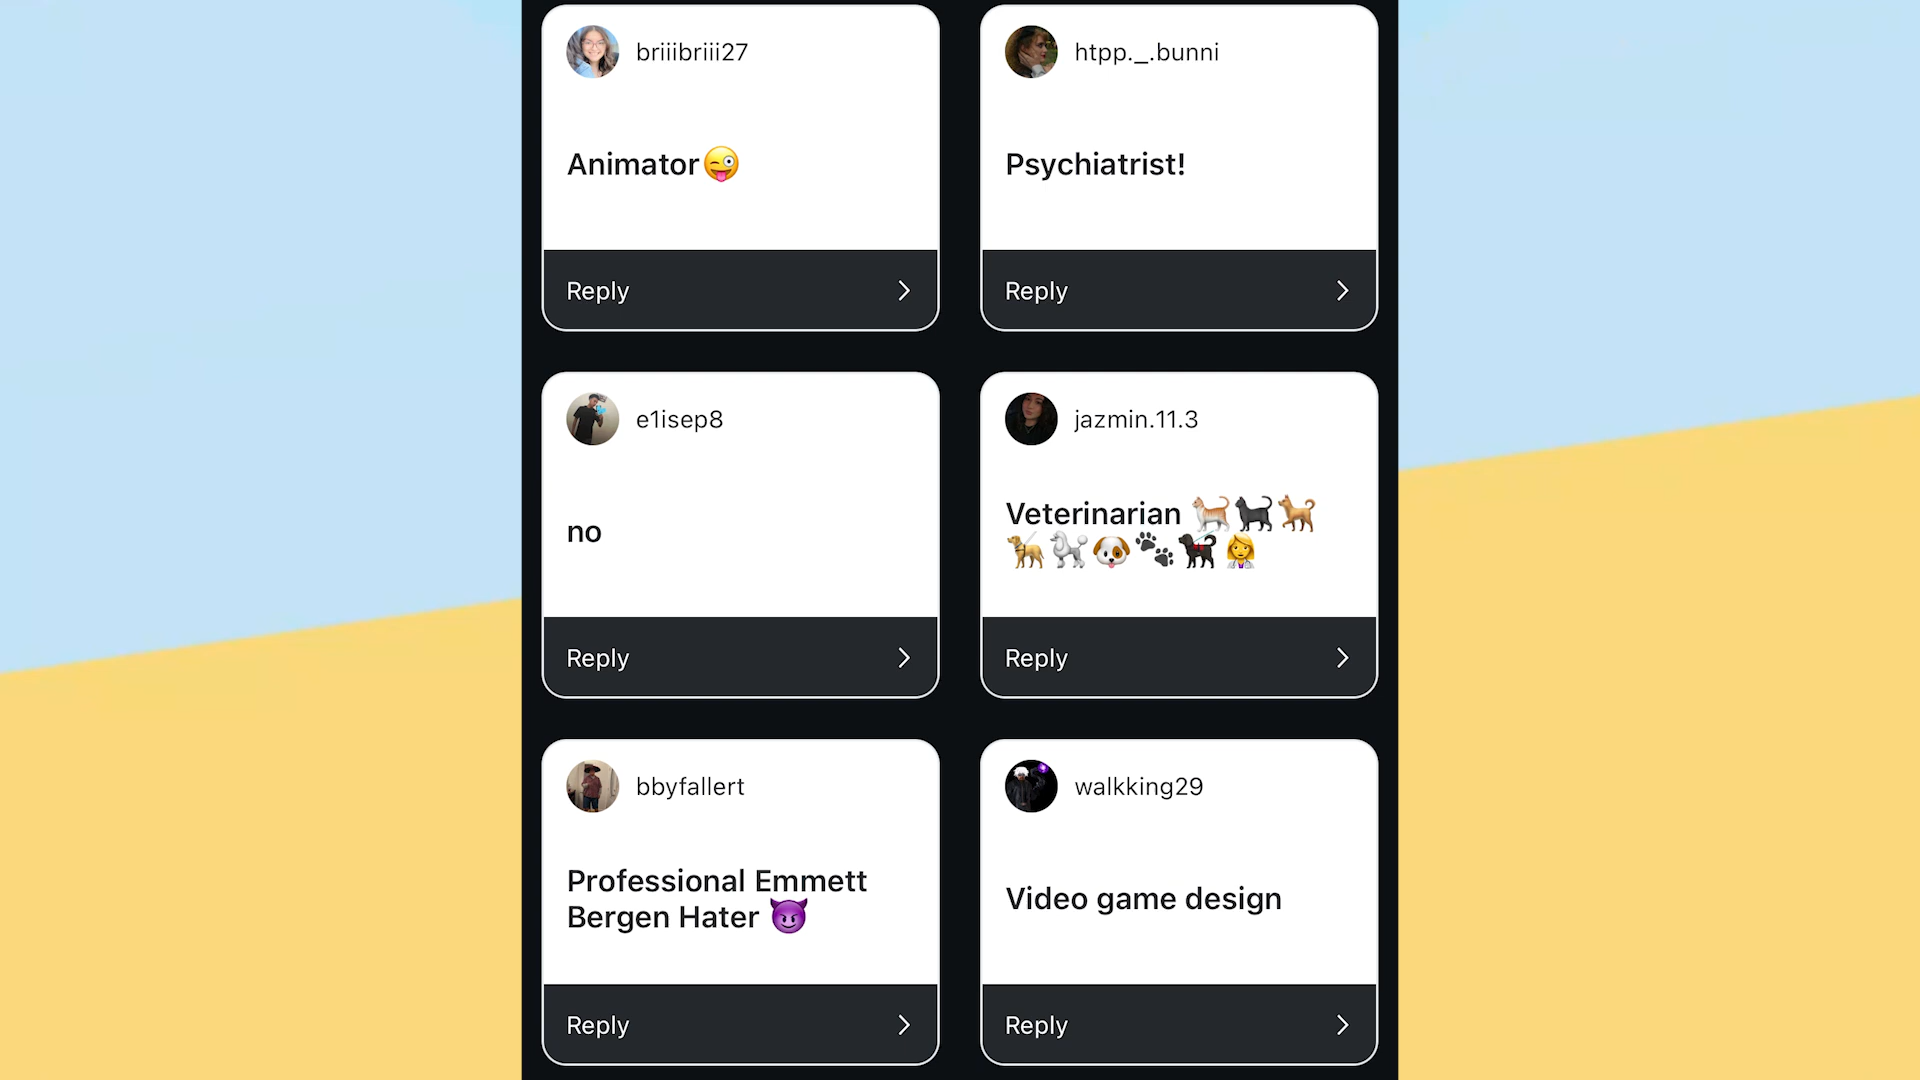 briiibriii27
htpp._.bunni
Animator😜
Psychiatrist!
Reply
Reply
e1isep8
jazmin.11.3
no
Veterinarian 🐈🐈‍⬛🐕
🦮🐩🐶🐾🐕‍🦺👩‍⚕️
Reply
Reply
bbyfallert
walkking29
Professional Emmett
Bergen Hater 😈
Video game design
Reply
Reply